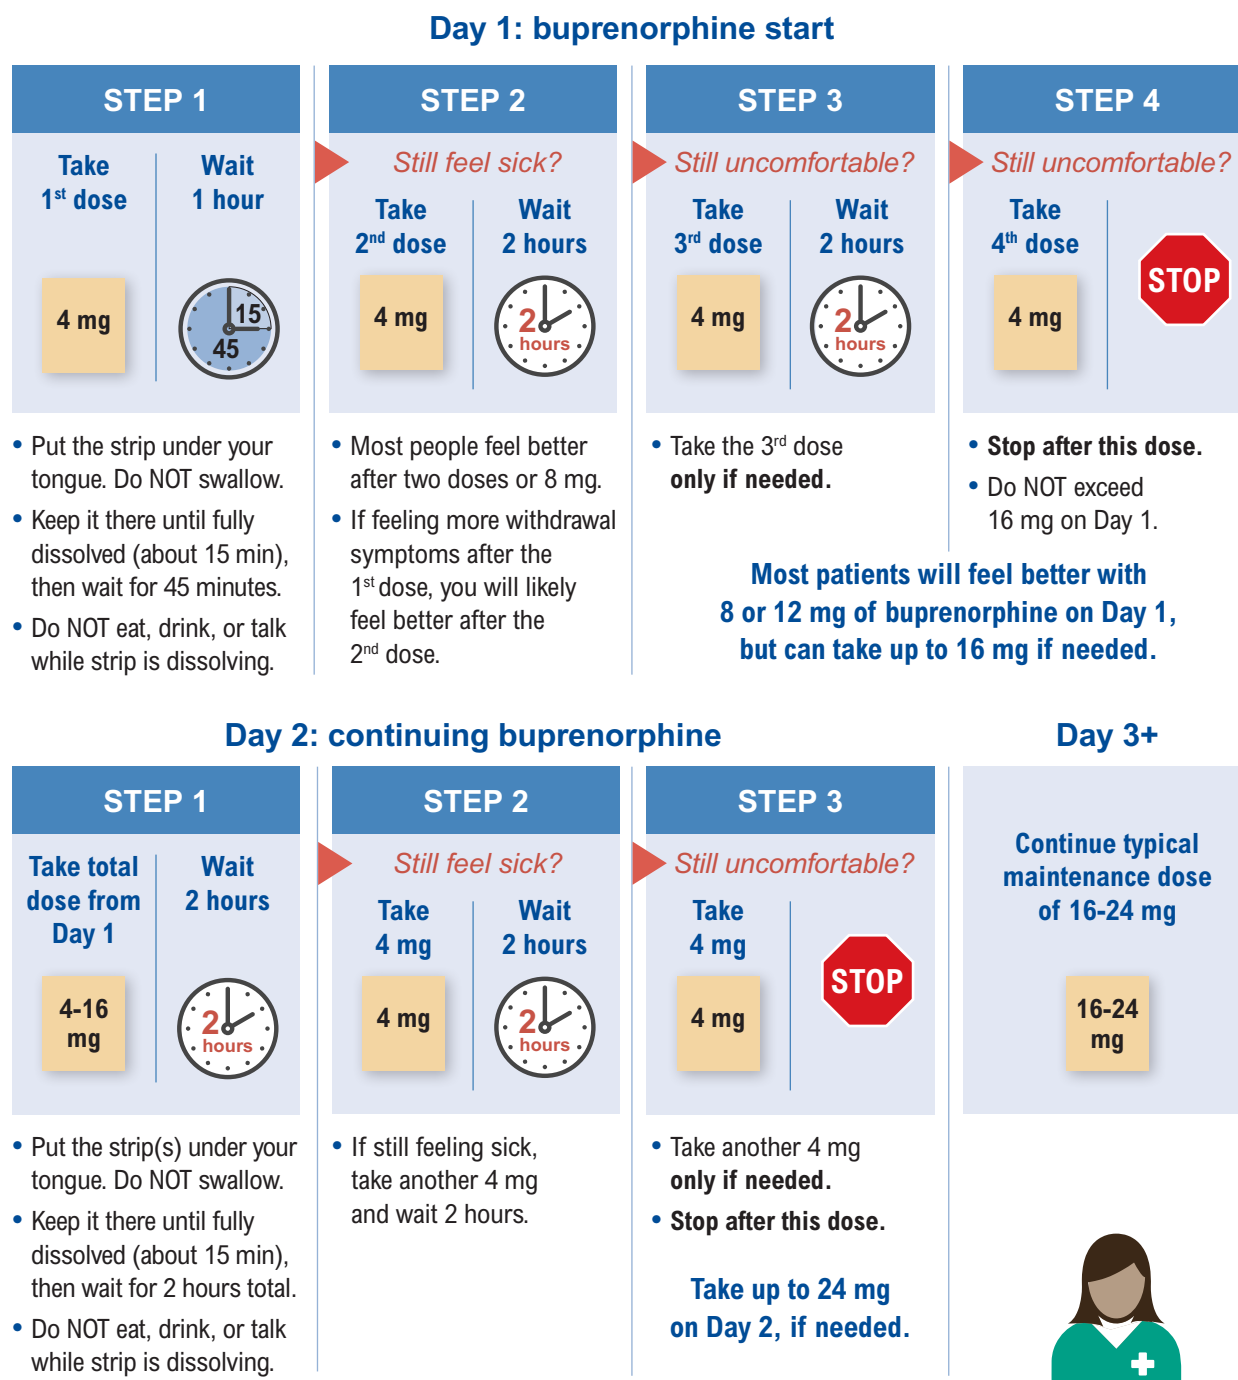 Day 1: buprenorphine start
STEP 1
Take
1st dose
Wait
1 hour
4 mg
15
45
• Put the strip under your
tongue. Do NOT swallow.
• Keep it there until fully
dissolved (about 15 min),
then wait for 45 minutes.
• Do NOT eat, drink, or talk
while strip is dissolving.
STEP 2
Still feel sick?
Take
2nd dose
Wait
2 hours
4 mg
2
hours
• Most people feel better
after two doses or 8 mg.
• If feeling more withdrawal
symptoms after the
1st dose, you will likely
feel better after the
2nd dose.
STEP 3
Still uncomfortable?
Take
3rd dose
Wait
2 hours
4 mg
2
hours
• Take the 3rd dose
only if needed.
STEP 4
Still uncomfortable?
Take
4th dose
4 mg
STOP
• Stop after this dose.
• Do NOT exceed
16 mg on Day 1.
Most patients will feel better with
8 or 12 mg of buprenorphine on Day 1,
but can take up to 16 mg if needed.
Day 2: continuing buprenorphine
STEP 1
Take total
dose from
Day 1
Wait
2 hours
4-16
mg
2
hours
• Put the strip(s) under your
tongue. Do NOT swallow.
• Keep it there until fully
dissolved (about 15 min),
then wait for 2 hours total.
• Do NOT eat, drink, or talk
while strip is dissolving.
STEP 2
Still feel sick?
Take
4 mg
Wait
2 hours
4 mg
2
hours
• If still feeling sick,
take another 4 mg
and wait 2 hours.
STEP 3
Still uncomfortable?
Take
4 mg
4 mg
STOP
• Take another 4 mg
only if needed.
• Stop after this dose.
Take up to 24 mg
on Day 2, if needed.
Day 3+
Continue typical
maintenance dose
of 16-24 mg
16-24
mg